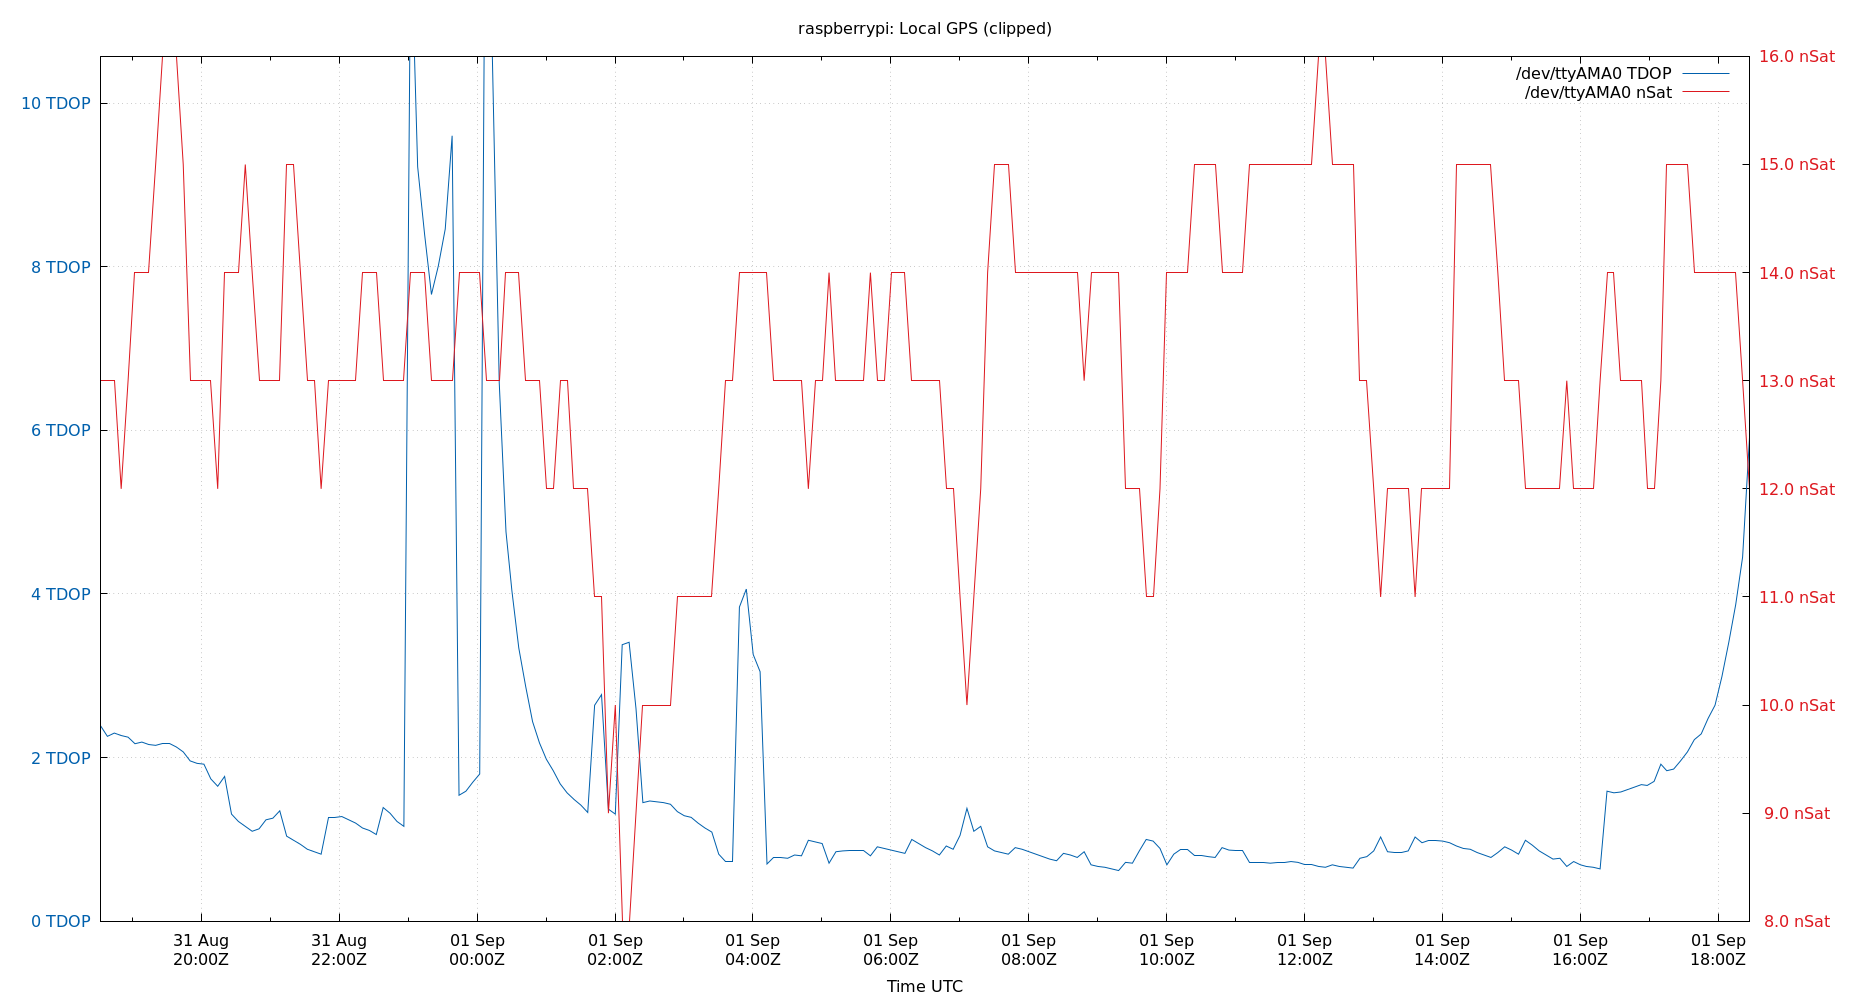 raspberrypi: Local GPS (clipped)
/dev/ttyAMA0 TDOP
/dev/ttyAMA0 nSat
10 TDOP
8 TDOP
6 TDOP
4 TDOP
2 TDOP
0 TDOP
16.0 nSat
15.0 nSat
14.0 nSat
13.0 nSat
12.0 nSat
11.0 nSat
10.0 nSat
9.0 nSat
8.0 nSat
31 Aug
20:00Z
31 Aug
22:00Z
01 Sep
00:00Z
01 Sep
02:00Z
01 Sep
04:00Z
01 Sep
06:00Z
01 Sep
08:00Z
01 Sep
10:00Z
01 Sep
12:00Z
01 Sep
14:00Z
01 Sep
16:00Z
01 Sep
18:00Z
Time UTC